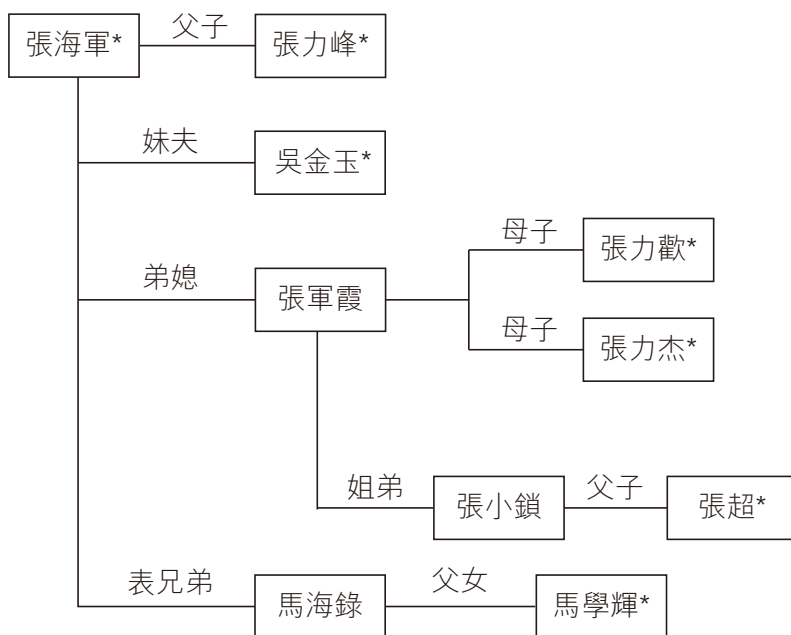 父子
張海軍*
張力峰*
妹夫
吳金玉*
母子
張力歡*
弟媳
張軍霞
母子
張力杰*
姐弟
張小鎖
父子
張超*
表兄弟
馬海錄
父女
馬學輝*